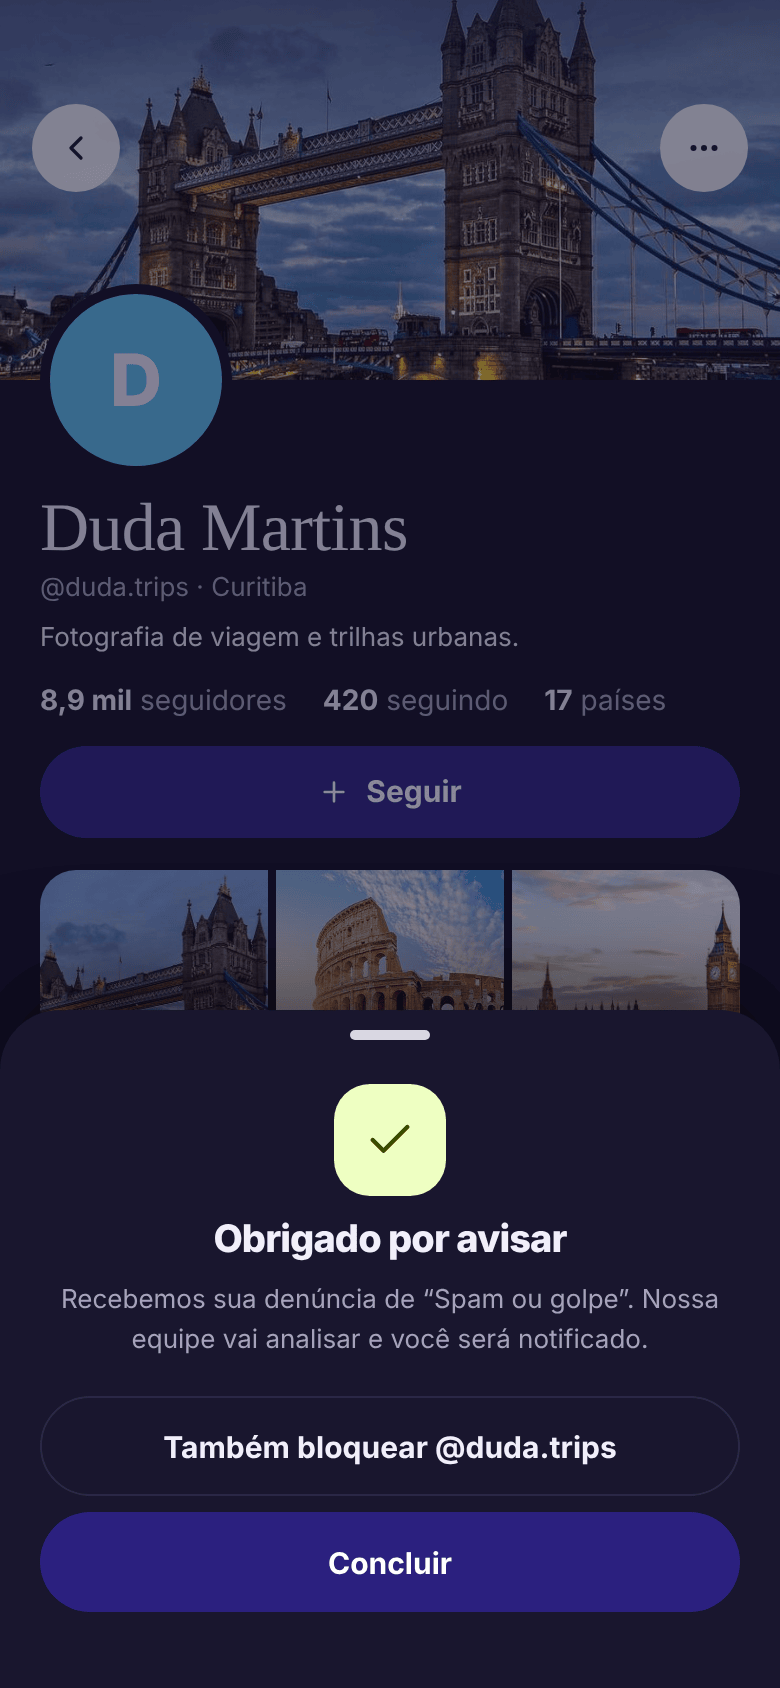 D
Duda Martins
@duda.trips · Curitiba
Fotografia de viagem e trilhas urbanas.
8,9 mil seguidores 420 seguindo 17 países
+ Seguir
Obrigado por avisar
Recebemos sua denúncia de “Spam ou golpe”. Nossa
equipe vai analisar e você será notificado.
Também bloquear @duda.trips
Concluir